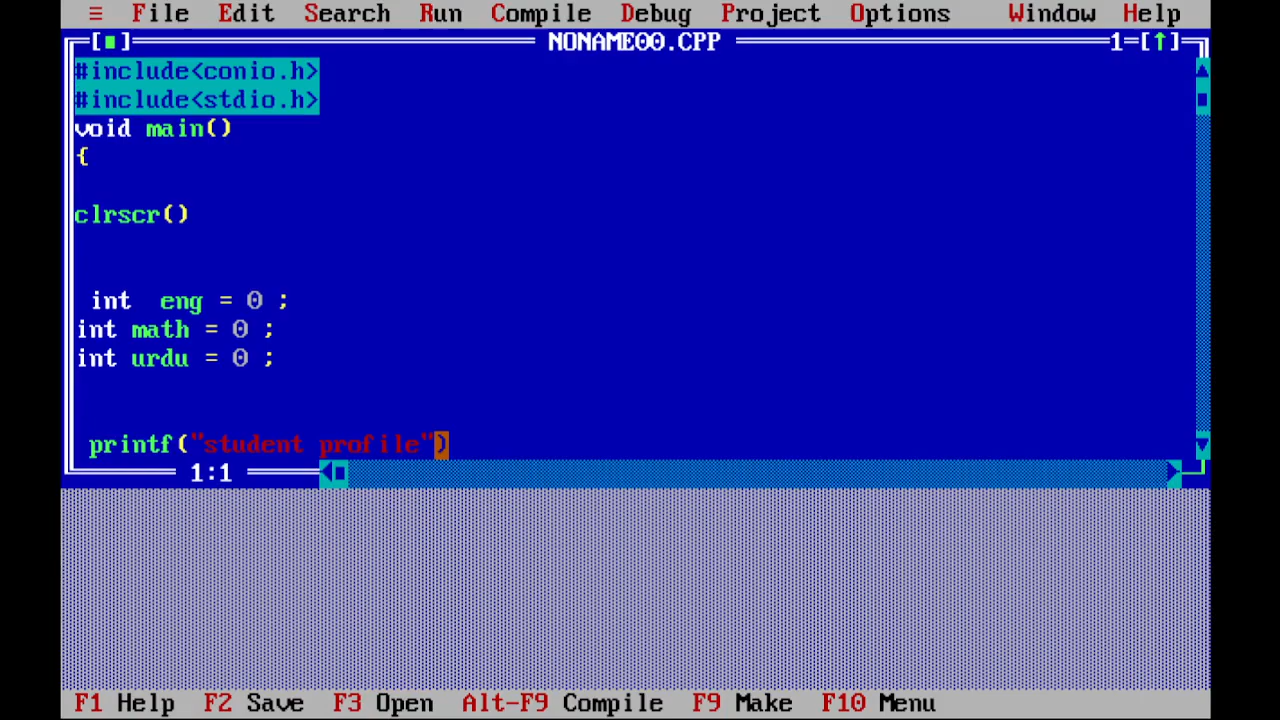 ≡ File Edit Search Run Compile Debug Project Options Window Help
[■] NONAME00.CPP 1=[↑]
#include<conio.h>
#include<stdio.h>
void main()
{
clrscr()
int eng = 0 ;
int math = 0 ;
int urdu = 0 ;
printf("student profile")
1:1
F1 Help F2 Save F3 Open Alt-F9 Compile F9 Make F10 Menu